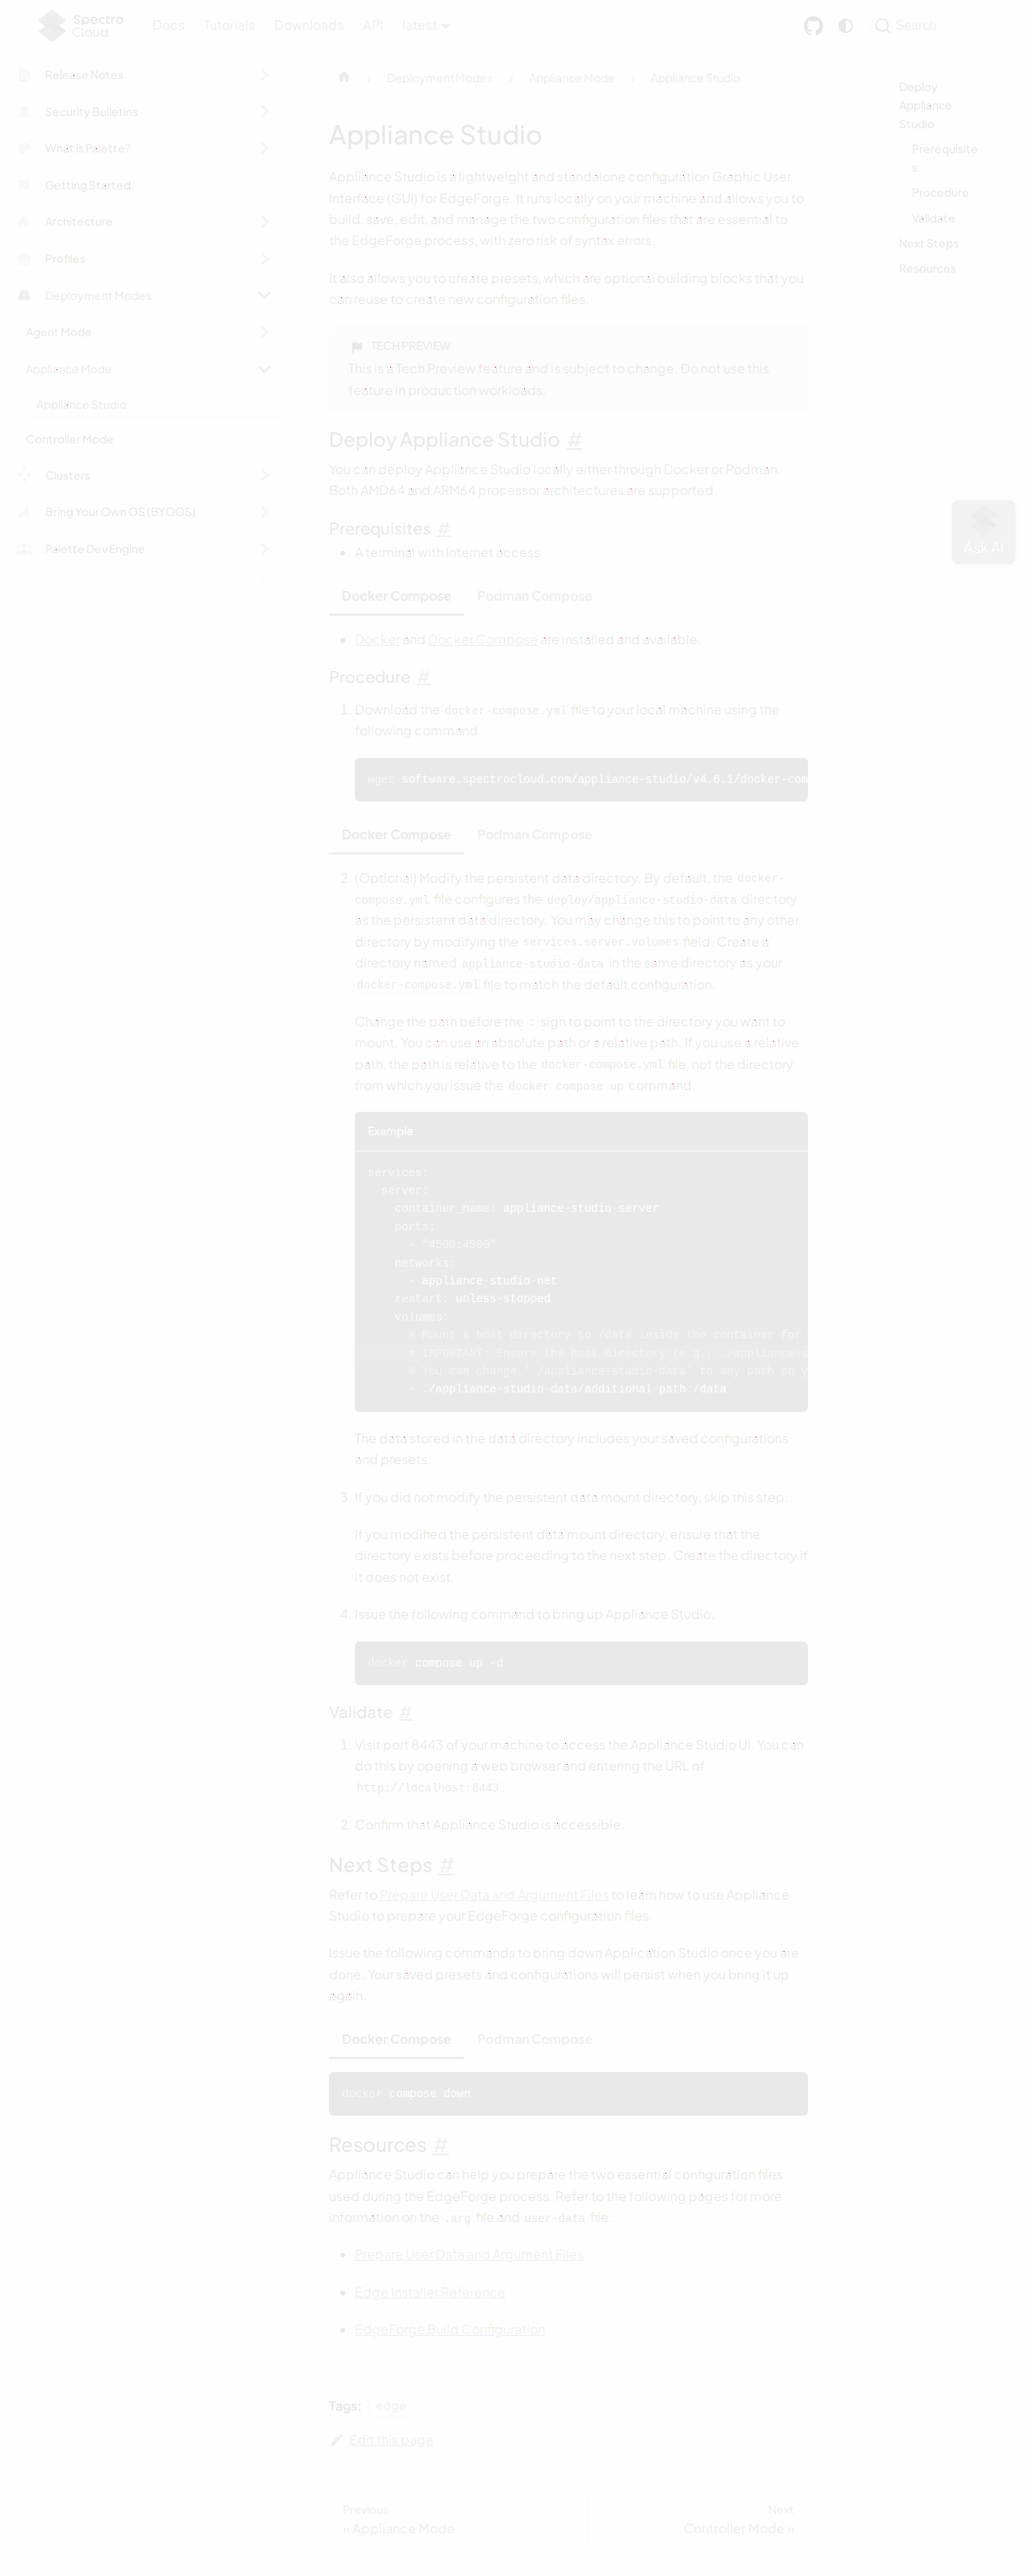 Spectro
Cloud
Docs
Tutorials
Downloads
API
latest
Search
Release Notes
Security Bulletins
What is Palette?
Getting Started
Architecture
Profiles
Deployment Modes
Agent Mode
Appliance Mode
Appliance Studio
Controller Mode
Clusters
Bring Your Own OS (BYOOS)
Palette Dev Engine
Deployment Modes
Appliance Mode
Appliance Studio
Appliance Studio
Appliance Studio is a lightweight and standalone configuration Graphic User
Interface (GUI) for EdgeForge. It runs locally on your machine and allows you to
build, save, edit, and manage the two configuration files that are essential to
the EdgeForge process, with zero risk of syntax errors.
It also allows you to create presets, which are optional building blocks that you
can reuse to create new configuration files.
TECH PREVIEW
This is a Tech Preview feature and is subject to change. Do not use this
feature in production workloads.
Deploy Appliance Studio #
You can deploy Appliance Studio locally either through Docker or Podman.
Both AMD64 and ARM64 processor architectures are supported.
Prerequisites #
A terminal with Internet access.
Docker Compose
Podman Compose
Docker and Docker Compose are installed and available.
Procedure #
1. Download the docker-compose.yml file to your local machine using the
following command.
wget software.spectrocloud.com/appliance-studio/v4.6.1/docker-com
Docker Compose
Podman Compose
2. (Optional) Modify the persistent data directory. By default, the docker-
compose.yml file configures the deploy/appliance-studio-data directory
as the persistent data directory. You may change this to point to any other
directory by modifying the services.server.volumes field. Create a
directory named appliance-studio-data in the same directory as your
docker-compose.yml file to match the default configuration.
Change the path before the : sign to point to the directory you want to
mount. You can use an absolute path or a relative path. If you use a relative
path, the path is relative to the docker-compose.yml file, not the directory
from which you issue the docker compose up command.
Example
services:
server:
container_name: appliance-studio-server
ports:
- "4500:4500"
networks:
- appliance-studio-net
restart: unless-stopped
volumes:
# Mount a host directory to /data inside the container for
# IMPORTANT: Ensure the host directory (e.g., ./appliance-s
# You can change './appliance-studio-data' to any path on y
- ./appliance-studio-data/additional-path:/data
The data stored in the data directory includes your saved configurations
and presets.
3. If you did not modify the persistent data mount directory, skip this step.
If you modified the persistent data mount directory, ensure that the
directory exists before proceeding to the next step. Create the directory if
it does not exist.
4. Issue the following command to bring up Appliance Studio.
docker compose up -d
Validate #
1. Visit port 8443 of your machine to access the Appliance Studio UI. You can
do this by opening a web browser and entering the URL of
http://localhost:8443.
2. Confirm that Appliance Studio is accessible.
Next Steps #
Refer to Prepare User Data and Argument Files to learn how to use Appliance
Studio to prepare your EdgeForge configuration files.
Issue the following commands to bring down Application Studio once you are
done. Your saved presets and configurations will persist when you bring it up
again.
Docker Compose
Podman Compose
docker compose down
Resources #
Appliance Studio can help you prepare the two essential configuration files
used during the EdgeForge process. Refer to the following pages for more
information on the .arg file and user-data file:
Prepare User Data and Argument Files
Edge Installer Reference
EdgeForge Build Configuration
Tags: edge
Edit this page
Previous
« Appliance Mode
Next
Controller Mode »
Deploy
Appliance
Studio
Prerequisite
s
Procedure
Validate
Next Steps
Resources
Ask AI